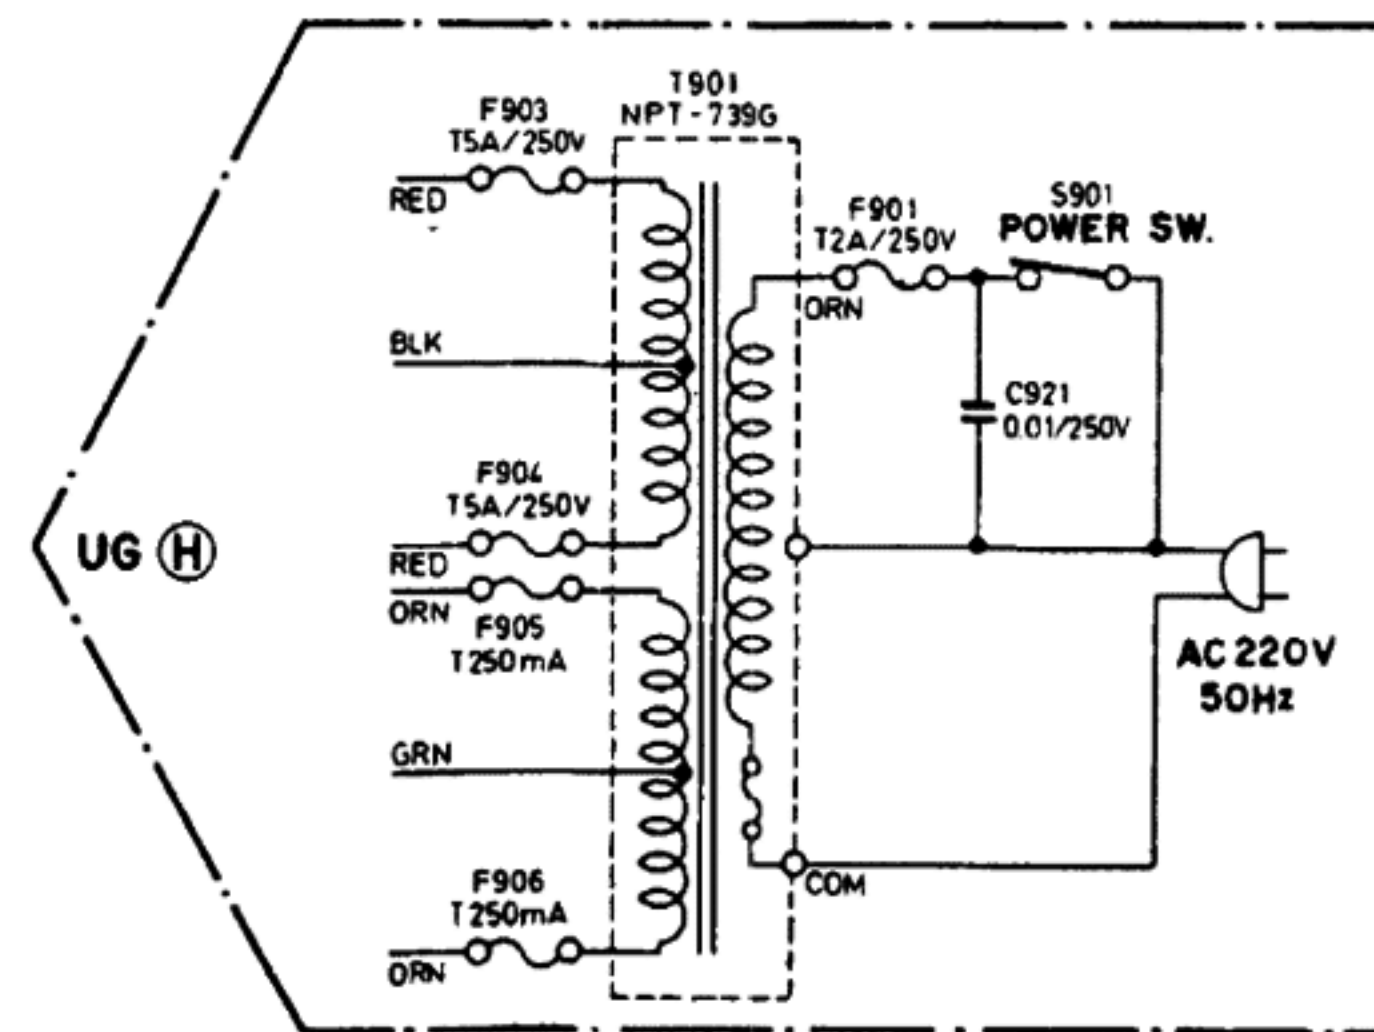 T901
NPT-739G
F903
T5A/250V
RED
F901
T2A/250V
S901
POWER SW.
ORN
BLK
C921
0.01/250V
F904
T5A/250V
UG H
RED
ORN
F905
T250mA
AC 220V
50Hz
GRN
F906
T250mA
COM
ORN